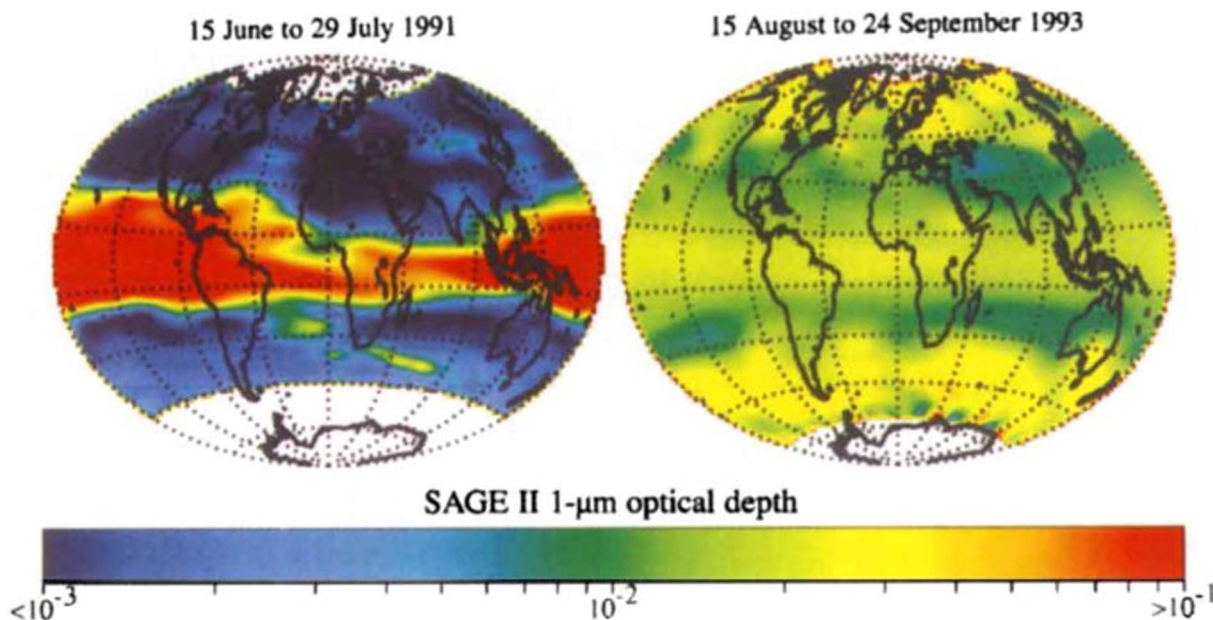 15 June to 29 July 1991
15 August to 24 September 1993
SAGE II 1-μm optical depth
<10⁻³ 10⁻² >10⁻¹